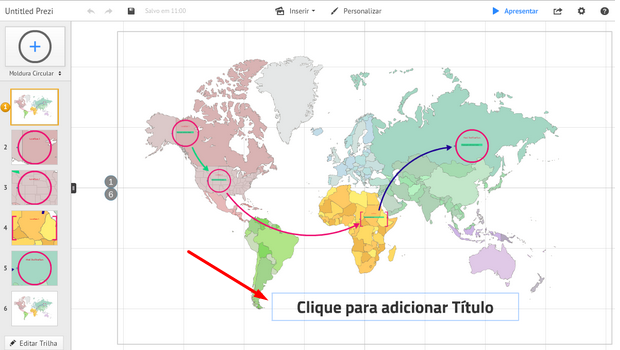 Untitled Prezi
Salvo em 11:00
Inserir
Personalizar
Apresentar
Moldura Circular
1
2
3
4
5
6
1
6
Clique para adicionar Título
Editar Trilha